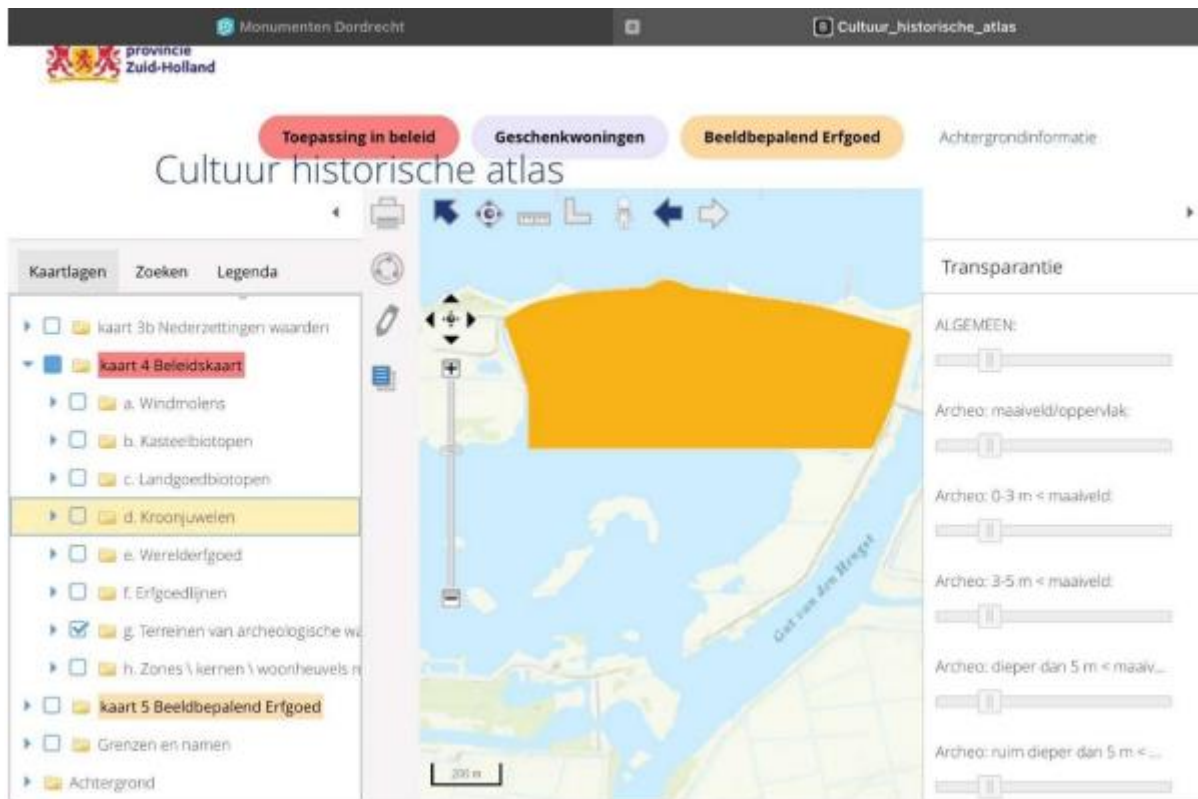 Monumenten Dordrecht
Cultuur_historische_atlas
provincie
Zuid-Holland
Toepassing in beleid
Geschenkwoningen
Beeldbepalend Erfgoed
Achtergrondinformatie
Cultuur historische atlas
Kaartlagen
Zoeken
Legenda
kaart 3b Nederzettingen waarden
kaart 4 Beleidskaart
a. Windmolens
b. Kasteelbiotopen
c. Landgoedbiotopen
d. Kroonjuwelen
e. Werelderfgoed
f. Erfgoedlijnen
g. Terreinen van archeologische wa
h. Zones \ kernen \ woonheuvels n
kaart 5 Beeldbepalend Erfgoed
Grenzen en namen
Achtergrond
Gat van den Hengst
200 m
Transparantie
ALGEMEEN:
Archeo: maaiveld/oppervlak:
Archeo: 0-3 m < maaiveld:
Archeo: 3-5 m < maaiveld:
Archeo: dieper dan 5 m < maaiv...
Archeo: ruim dieper dan 5 m < ...